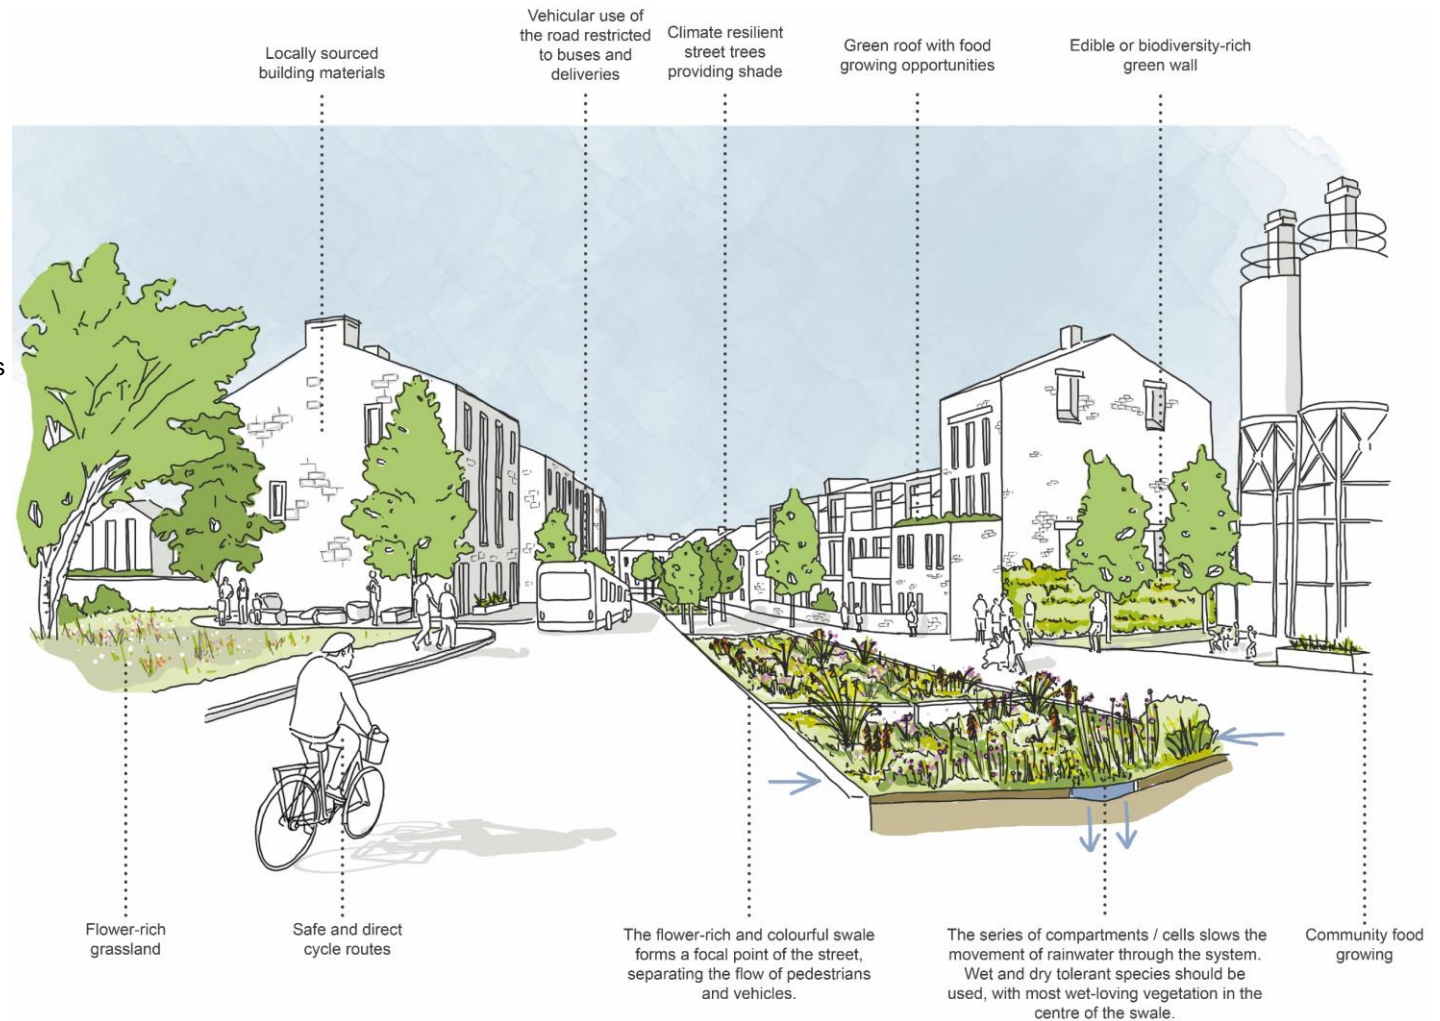 Locally sourced
building materials
Vehicular use of
the road restricted
to buses and
deliveries
Climate resilient
street trees
providing shade
Green roof with food
growing opportunities
Edible or biodiversity-rich
green wall
s
Flower-rich
grassland
Safe and direct
cycle routes
The flower-rich and colourful swale
forms a focal point of the street,
separating the flow of pedestrians
and vehicles.
The series of compartments / cells slows the
movement of rainwater through the system.
Wet and dry tolerant species should be
used, with most wet-loving vegetation in the
centre of the swale.
Community food
growing